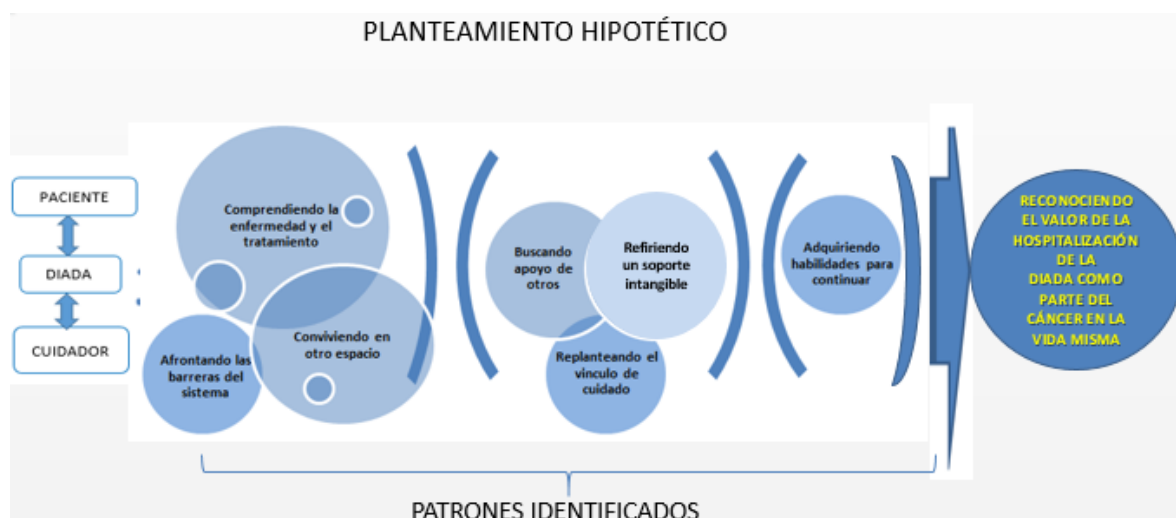 PLANTEAMIENTO HIPOTÉTICO
PACIENTE
DIADA
CUIDADOR
Comprendiendo la
enfermedad y el
tratamiento
Conviviendo en
otro espacio
Afrontando las
barreras del
sistema
Buscando
apoyo de
otros
Refiriendo
un soporte
intangible
Replanteando el
vinculo de
cuidado
Adquiriendo
habilidades para
continuar
RECONOCIENDO
EL VALOR DE LA
HOSPITALIZACIÓN
DE LA
DIADA COMO
PARTE DEL
CÁNCER EN LA
VIDA MISMA
PATRONES IDENTIFICADOS